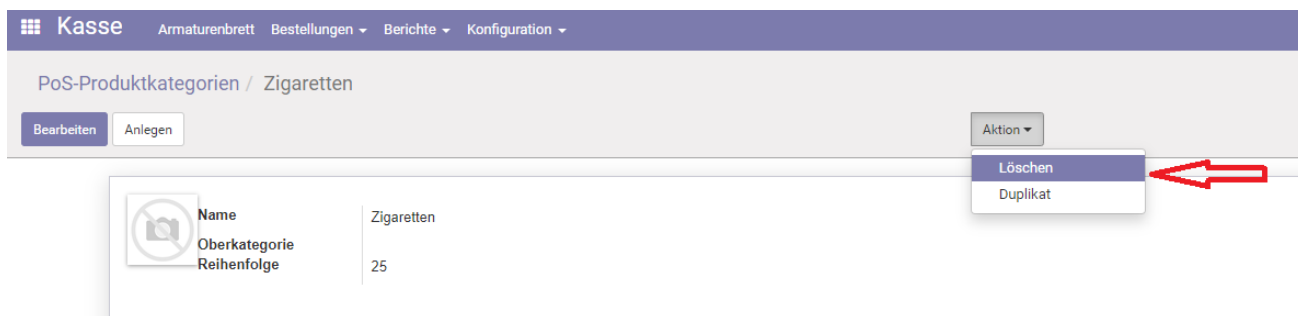 Kasse Armaturenbrett Bestellungen Berichte Konfiguration
PoS-Produktkategorien / Zigaretten
Bearbeiten Anlegen Aktion
Löschen
Duplikat
Name Zigaretten
Oberkategorie
Reihenfolge 25